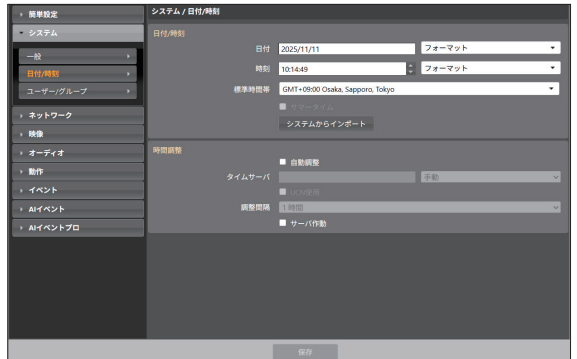 簡単設定
システム
一般
日付/時刻
ユーザー/グループ
ネットワーク
映像
オーディオ
動作
イベント
AIイベント
AIイベントプロ
システム / 日付/時刻
日付/時刻
日付 2025/11/11 フォーマット
時刻 10:14:49 フォーマット
標準時間帯 GMT+09:00 Osaka, Sapporo, Tokyo
サマータイム
システムからインポート
時間調整
自動調整
タイムサーバ 手動
調整間隔 1 時間
サーバ作動
保存